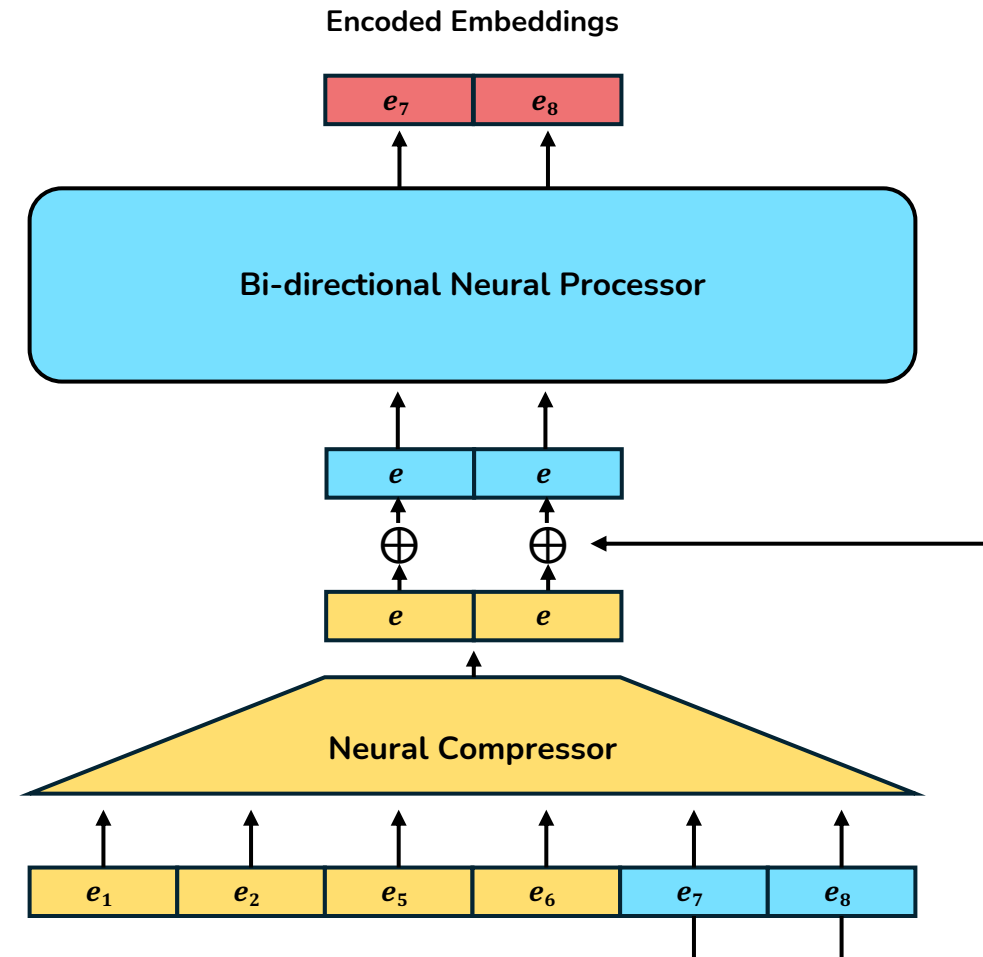 Encoded Embeddings
e₇ e₈
Bi-directional Neural Processor
e e
e e
Neural Compressor
e₁ e₂ e₅ e₆ e₇ e₈